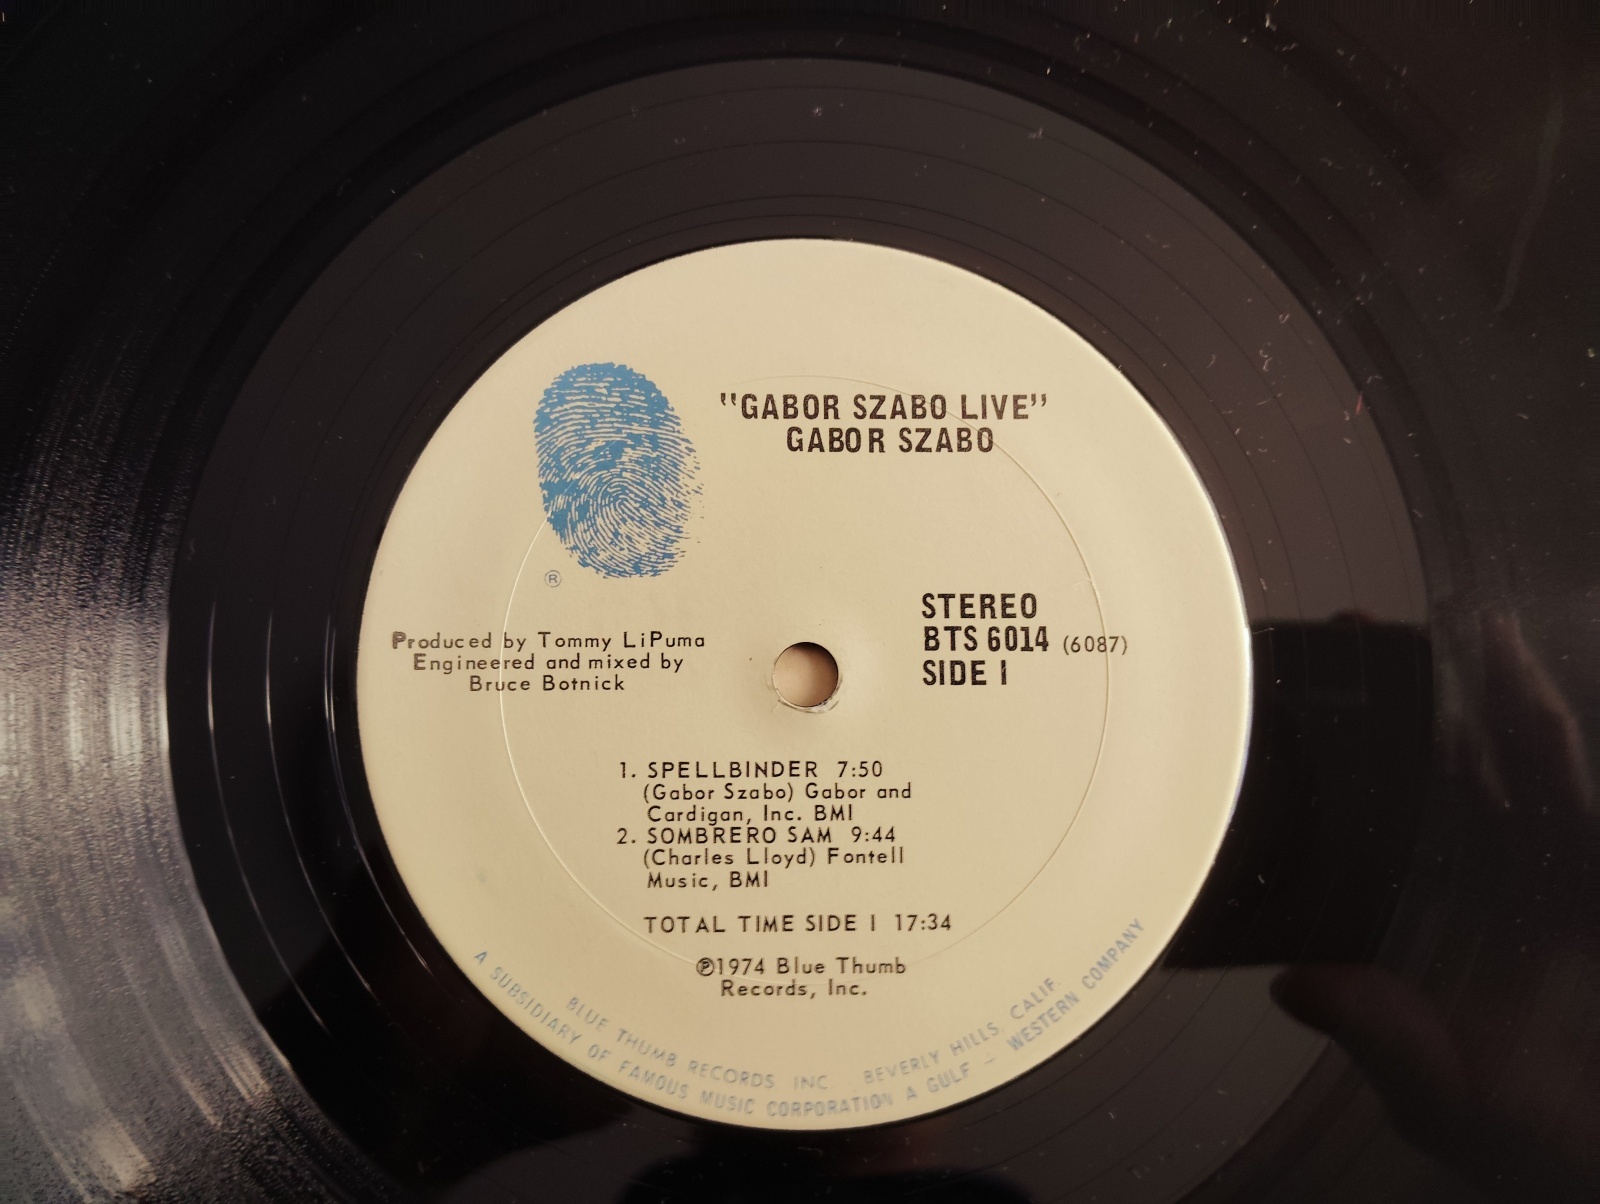 "GABOR SZABO LIVE"
GABOR SZABO
®
STEREO
BTS 6014 (6087)
SIDE I
Produced by Tommy LiPuma
Engineered and mixed by
Bruce Botnick
1. SPELLBINDER 7:50
(Gabor Szabo) Gabor and
Cardigan, Inc. BMI
2. SOMBRERO SAM 9:44
(Charles Lloyd) Fontell
Music, BMI
TOTAL TIME SIDE I 17:34
℗1974 Blue Thumb
Records, Inc.
BLUE THUMB RECORDS INC. BEVERLY HILLS, CALIF.
A SUBSIDIARY OF FAMOUS MUSIC CORPORATION A GULF – WESTERN COMPANY